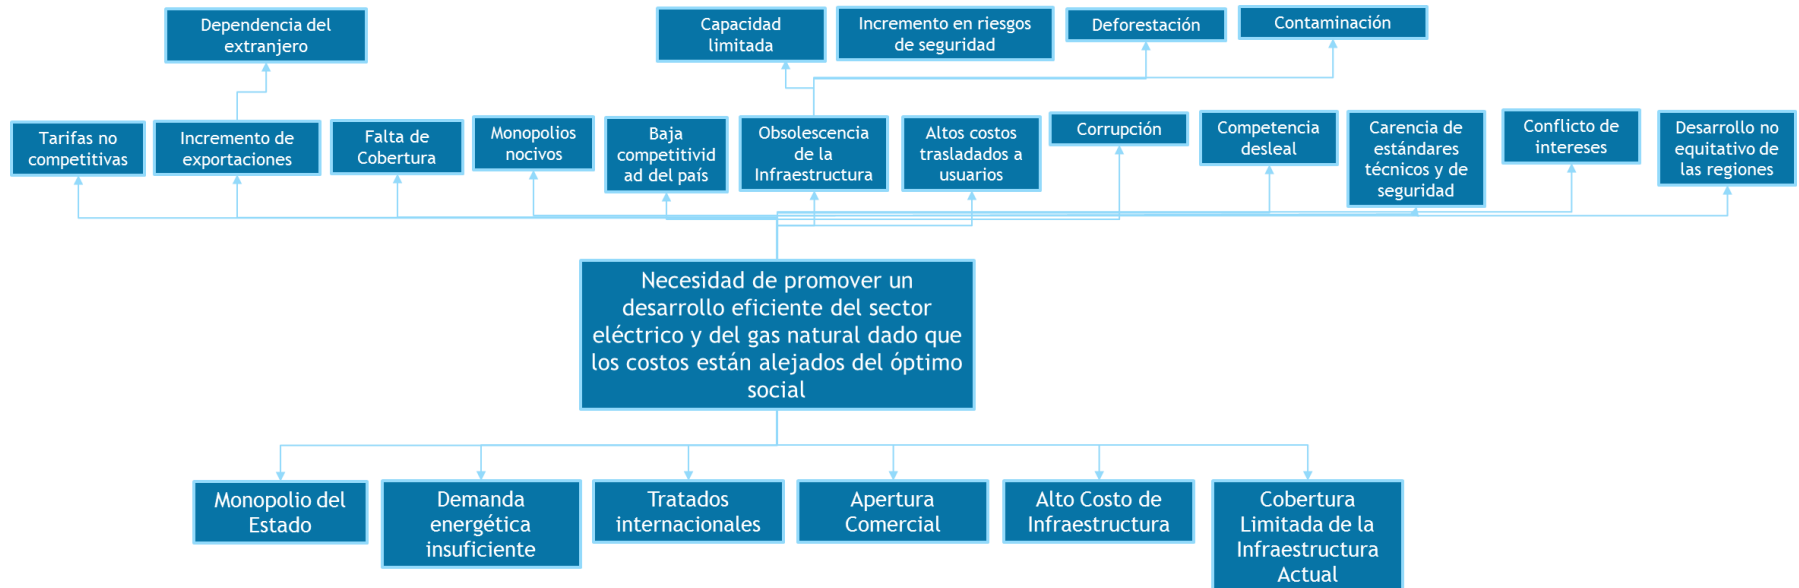 Dependencia del
extranjero
Capacidad
limitada
Incremento en riesgos
de seguridad
Deforestación
Contaminación
Tarifas no
competitivas
Incremento de
exportaciones
Falta de
Cobertura
Monopolios
nocivos
Baja
competitivid
ad del país
Obsolescencia
de la
Infraestructura
Altos costos
trasladados a
usuarios
Corrupción
Competencia
desleal
Carencia de
estándares
técnicos y de
seguridad
Conflicto de
intereses
Desarrollo no
equitativo de
las regiones
Necesidad de promover un
desarrollo eficiente del sector
eléctrico y del gas natural dado que
los costos están alejados del óptimo
social
Monopolio del
Estado
Demanda
energética
insuficiente
Tratados
internacionales
Apertura
Comercial
Alto Costo de
Infraestructura
Cobertura
Limitada de la
Infraestructura
Actual